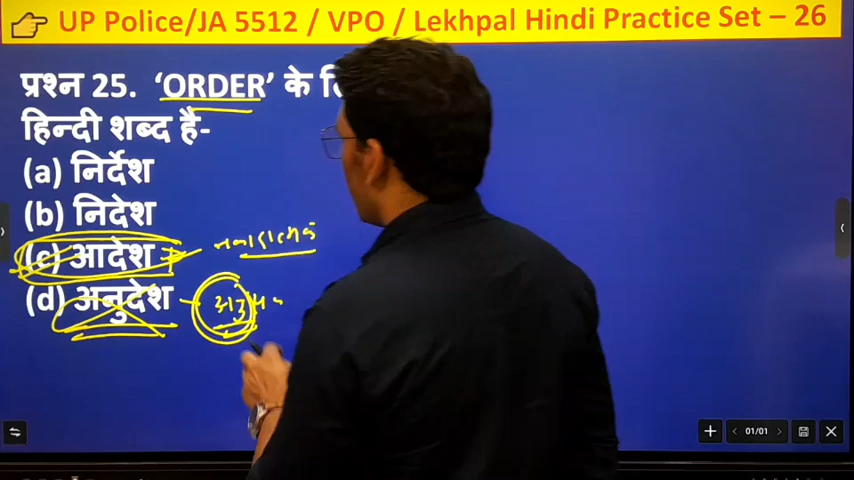 UP Police/JA 5512 / VPO / Lekhpal Hindi Practice Set – 26
प्रश्न 25. ‘ORDER’ के
हिन्दी शब्द है-
(a) निर्देश
(b) निदेश
(c) आदेश
(d) अनुदेश
01/01